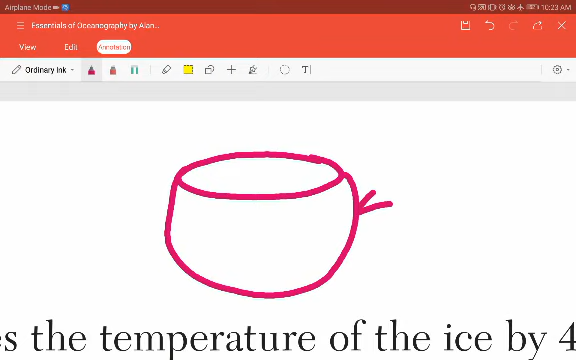 Airplane Mode 10:23 AM
Essentials of Oceanography by Alan...
View Edit Annotation
Ordinary Ink T
es the temperature of the ice by 4